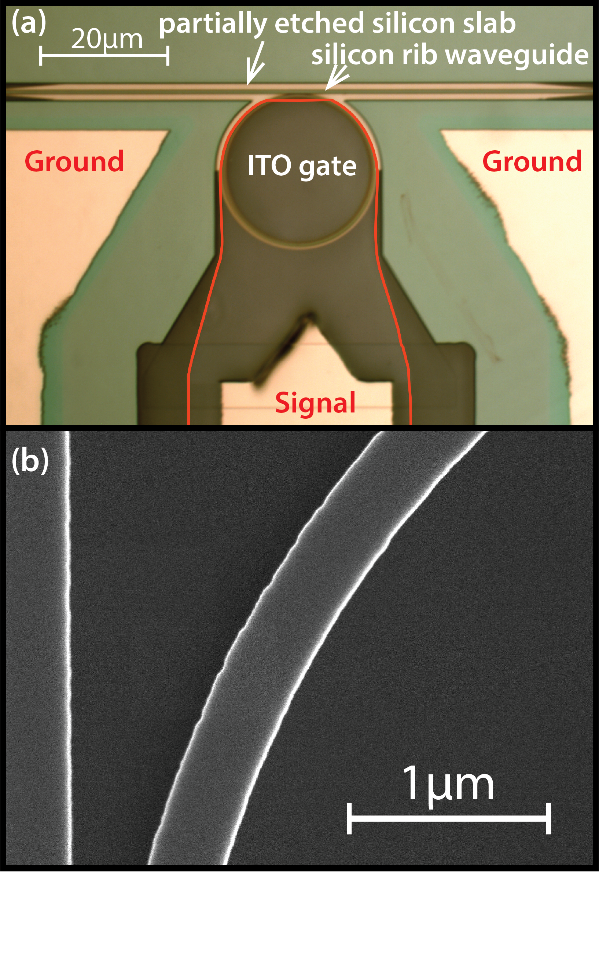 (a)
partially etched silicon slab
20µm
silicon rib waveguide
Ground
ITO gate
Ground
Signal
(b)
1µm